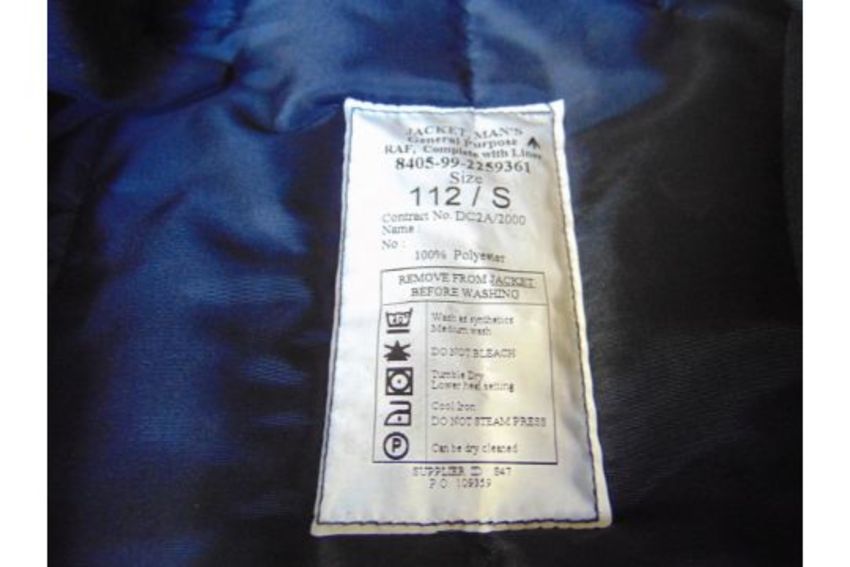 JACKET, MAN'S
General Purpose
RAF, Complete with Liner
8405-99-2259361
Size
112 / S
Contract No. DC2A/2000
Name :
No :
100% Polyester
REMOVE FROM JACKET
BEFORE WASHING
Wash as synthetics
Medium wash
DO NOT BLEACH
Tumble Dry
Lower heat setting
Cool Iron
DO NOT STEAM PRESS
P
Can be dry cleaned
SUPPLIER ID 847
P.O. 109359